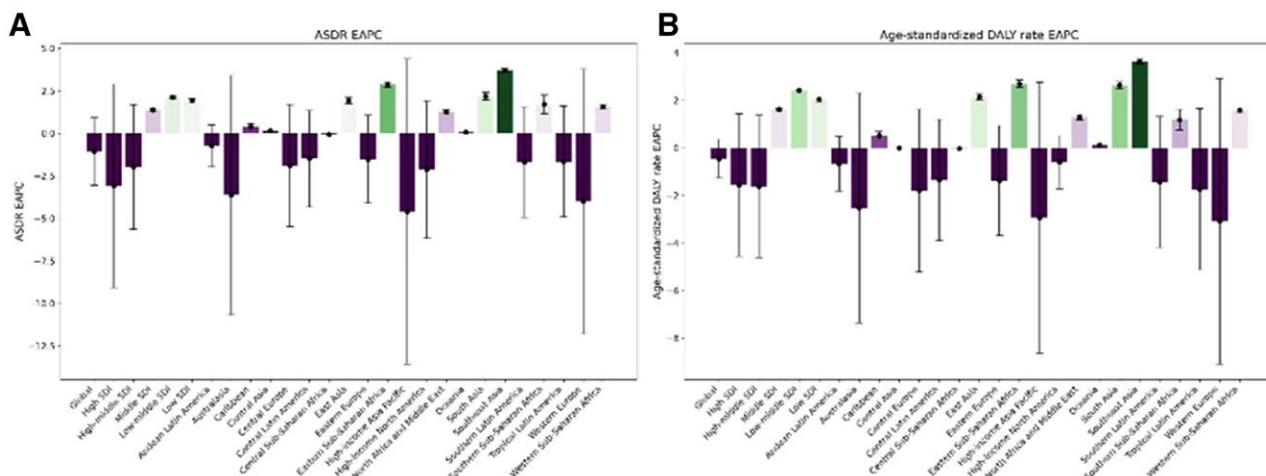 A
ASDR EAPC
ASDR EAPC
5.0
2.5
0.0
−2.5
−5.0
−7.5
−10.0
−12.5
Global
High SDI
High-middle SDI
Middle SDI
Low-middle SDI
Low SDI
Andean Latin America
Australasia
Caribbean
Central Asia
Central Europe
Central Latin America
Central Sub-Saharan Africa
East Asia
Eastern Europe
Eastern Sub-Saharan Africa
High-income Asia Pacific
High-income North America
North Africa and Middle East
Oceania
South Asia
Southeast Asia
Southern Latin America
Southern Sub-Saharan Africa
Tropical Latin America
Western Europe
Western Sub-Saharan Africa
B
Age-standardized DALY rate EAPC
Age-standardized DALY rate EAPC
4
2
0
−2
−4
−6
−8
Global
High SDI
High-middle SDI
Middle SDI
Low-middle SDI
Low SDI
Andean Latin America
Australasia
Caribbean
Central Asia
Central Europe
Central Latin America
Central Sub-Saharan Africa
East Asia
Eastern Europe
Eastern Sub-Saharan Africa
High-income Asia Pacific
High-income North America
North Africa and Middle East
Oceania
South Asia
Southeast Asia
Southern Latin America
Southern Sub-Saharan Africa
Tropical Latin America
Western Europe
Western Sub-Saharan Africa